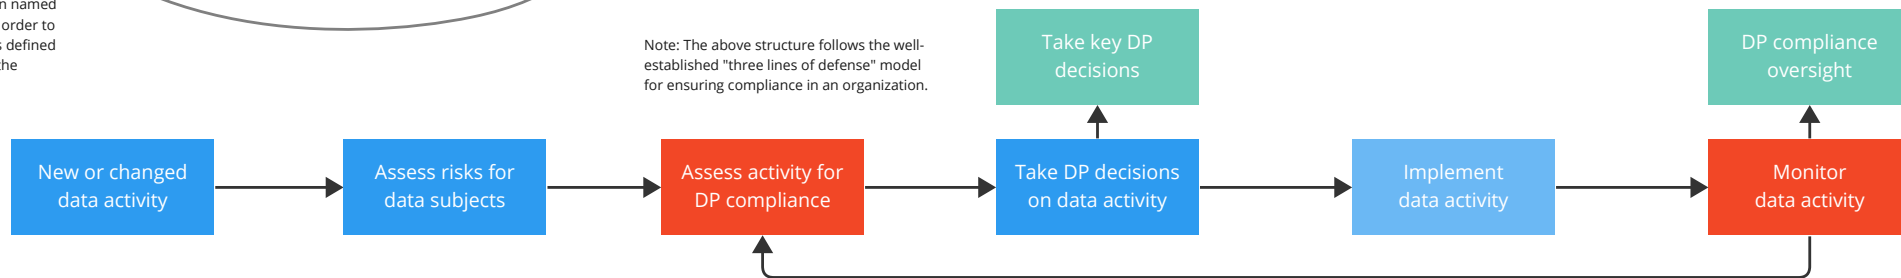 n named
order to
s defined
the
Note: The above structure follows the well-
established "three lines of defense" model
for ensuring compliance in an organization.
Take key DP
decisions
DP compliance
oversight
New or changed
data activity
Assess risks for
data subjects
Assess activity for
DP compliance
Take DP decisions
on data activity
Implement
data activity
Monitor
data activity